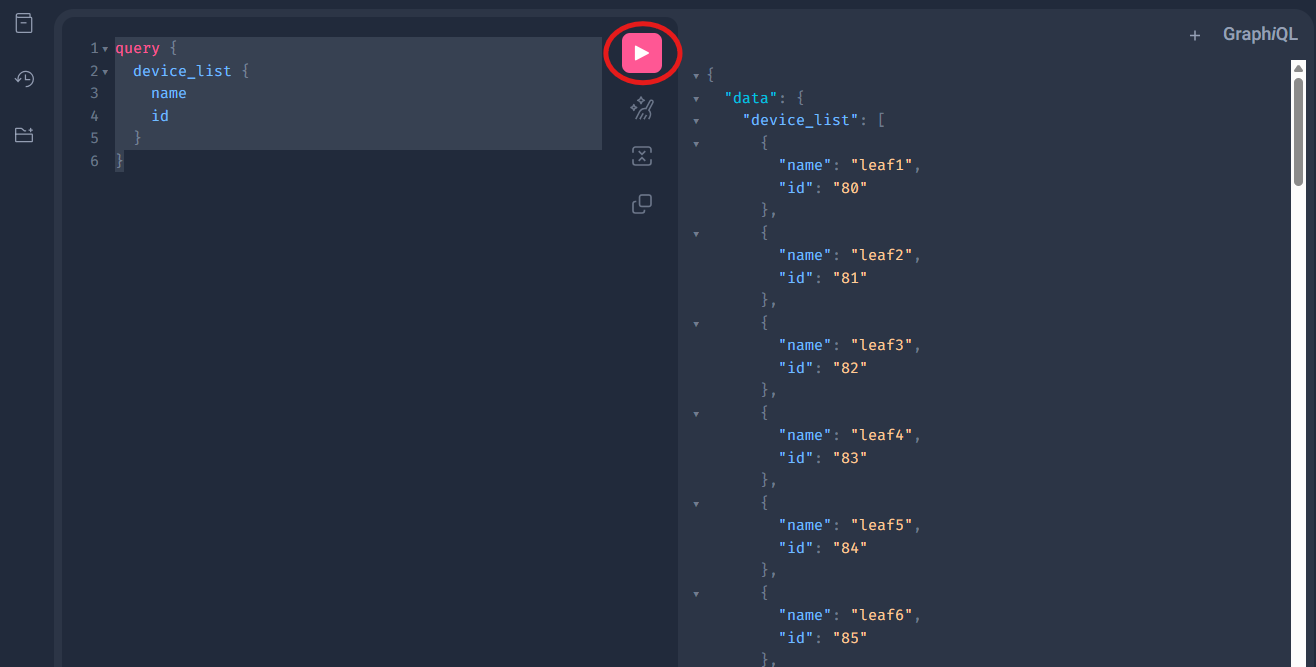 1 query {
2 device_list {
3 name
4 id
5 }
6 }
+ GraphiQL
{
"data": {
"device_list": [
{
"name": "leaf1",
"id": "80"
},
{
"name": "leaf2",
"id": "81"
},
{
"name": "leaf3",
"id": "82"
},
{
"name": "leaf4",
"id": "83"
},
{
"name": "leaf5",
"id": "84"
},
{
"name": "leaf6",
"id": "85"
},